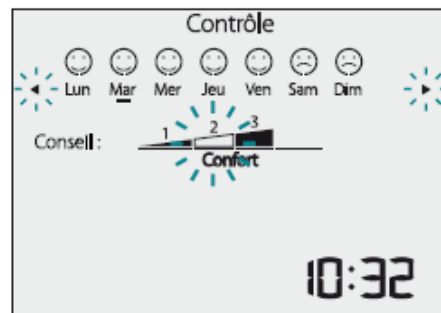 Contrôle
Lun Mar Mer Jeu Ven Sam Dim
1 2 3
Conseil :
Confort
10:32